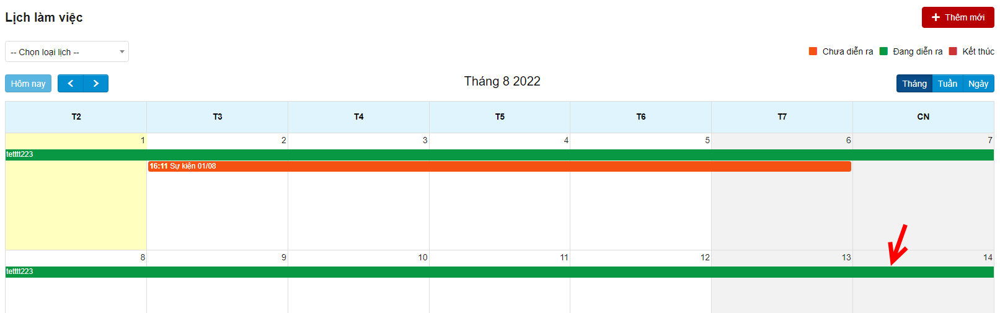 Lịch làm việc
Thêm mới
-- Chọn loại lịch --
Chưa diễn ra Đang diễn ra Kết thúc
Hôm nay
Tháng 8 2022
Tháng Tuần Ngày
T2 T3 T4 T5 T6 T7 CN
1 2 3 4 5 6 7
tetttt223
16:11 Sự kiện 01/08
8 9 10 11 12 13 14
tetttt223